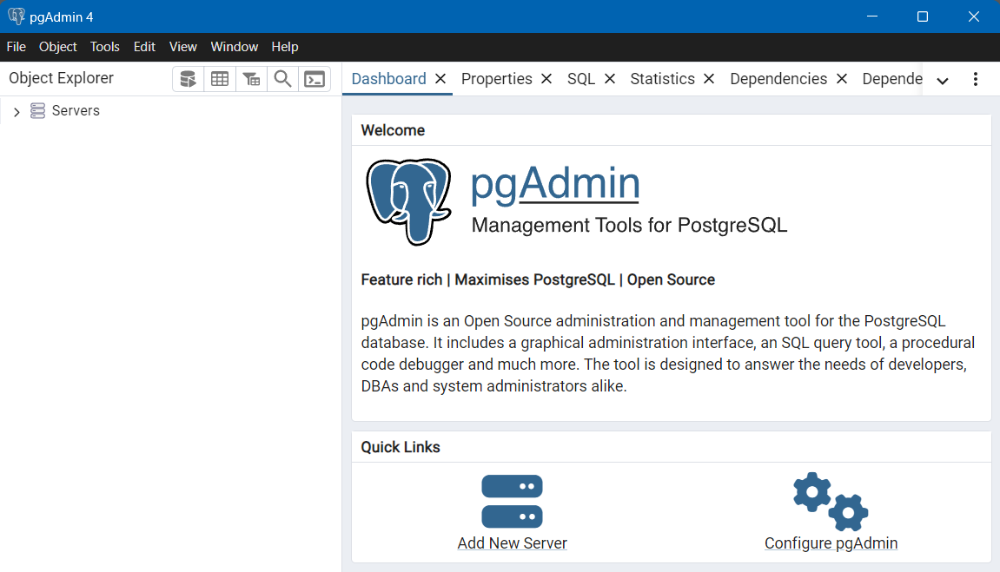 pgAdmin 4
File Object Tools Edit View Window Help
Object Explorer
Dashboard Properties SQL Statistics Dependencies Depende
Servers
Welcome
pgAdmin
Management Tools for PostgreSQL
Feature rich | Maximises PostgreSQL | Open Source
pgAdmin is an Open Source administration and management tool for the PostgreSQL
database. It includes a graphical administration interface, an SQL query tool, a procedural
code debugger and much more. The tool is designed to answer the needs of developers,
DBAs and system administrators alike.
Quick Links
Add New Server
Configure pgAdmin